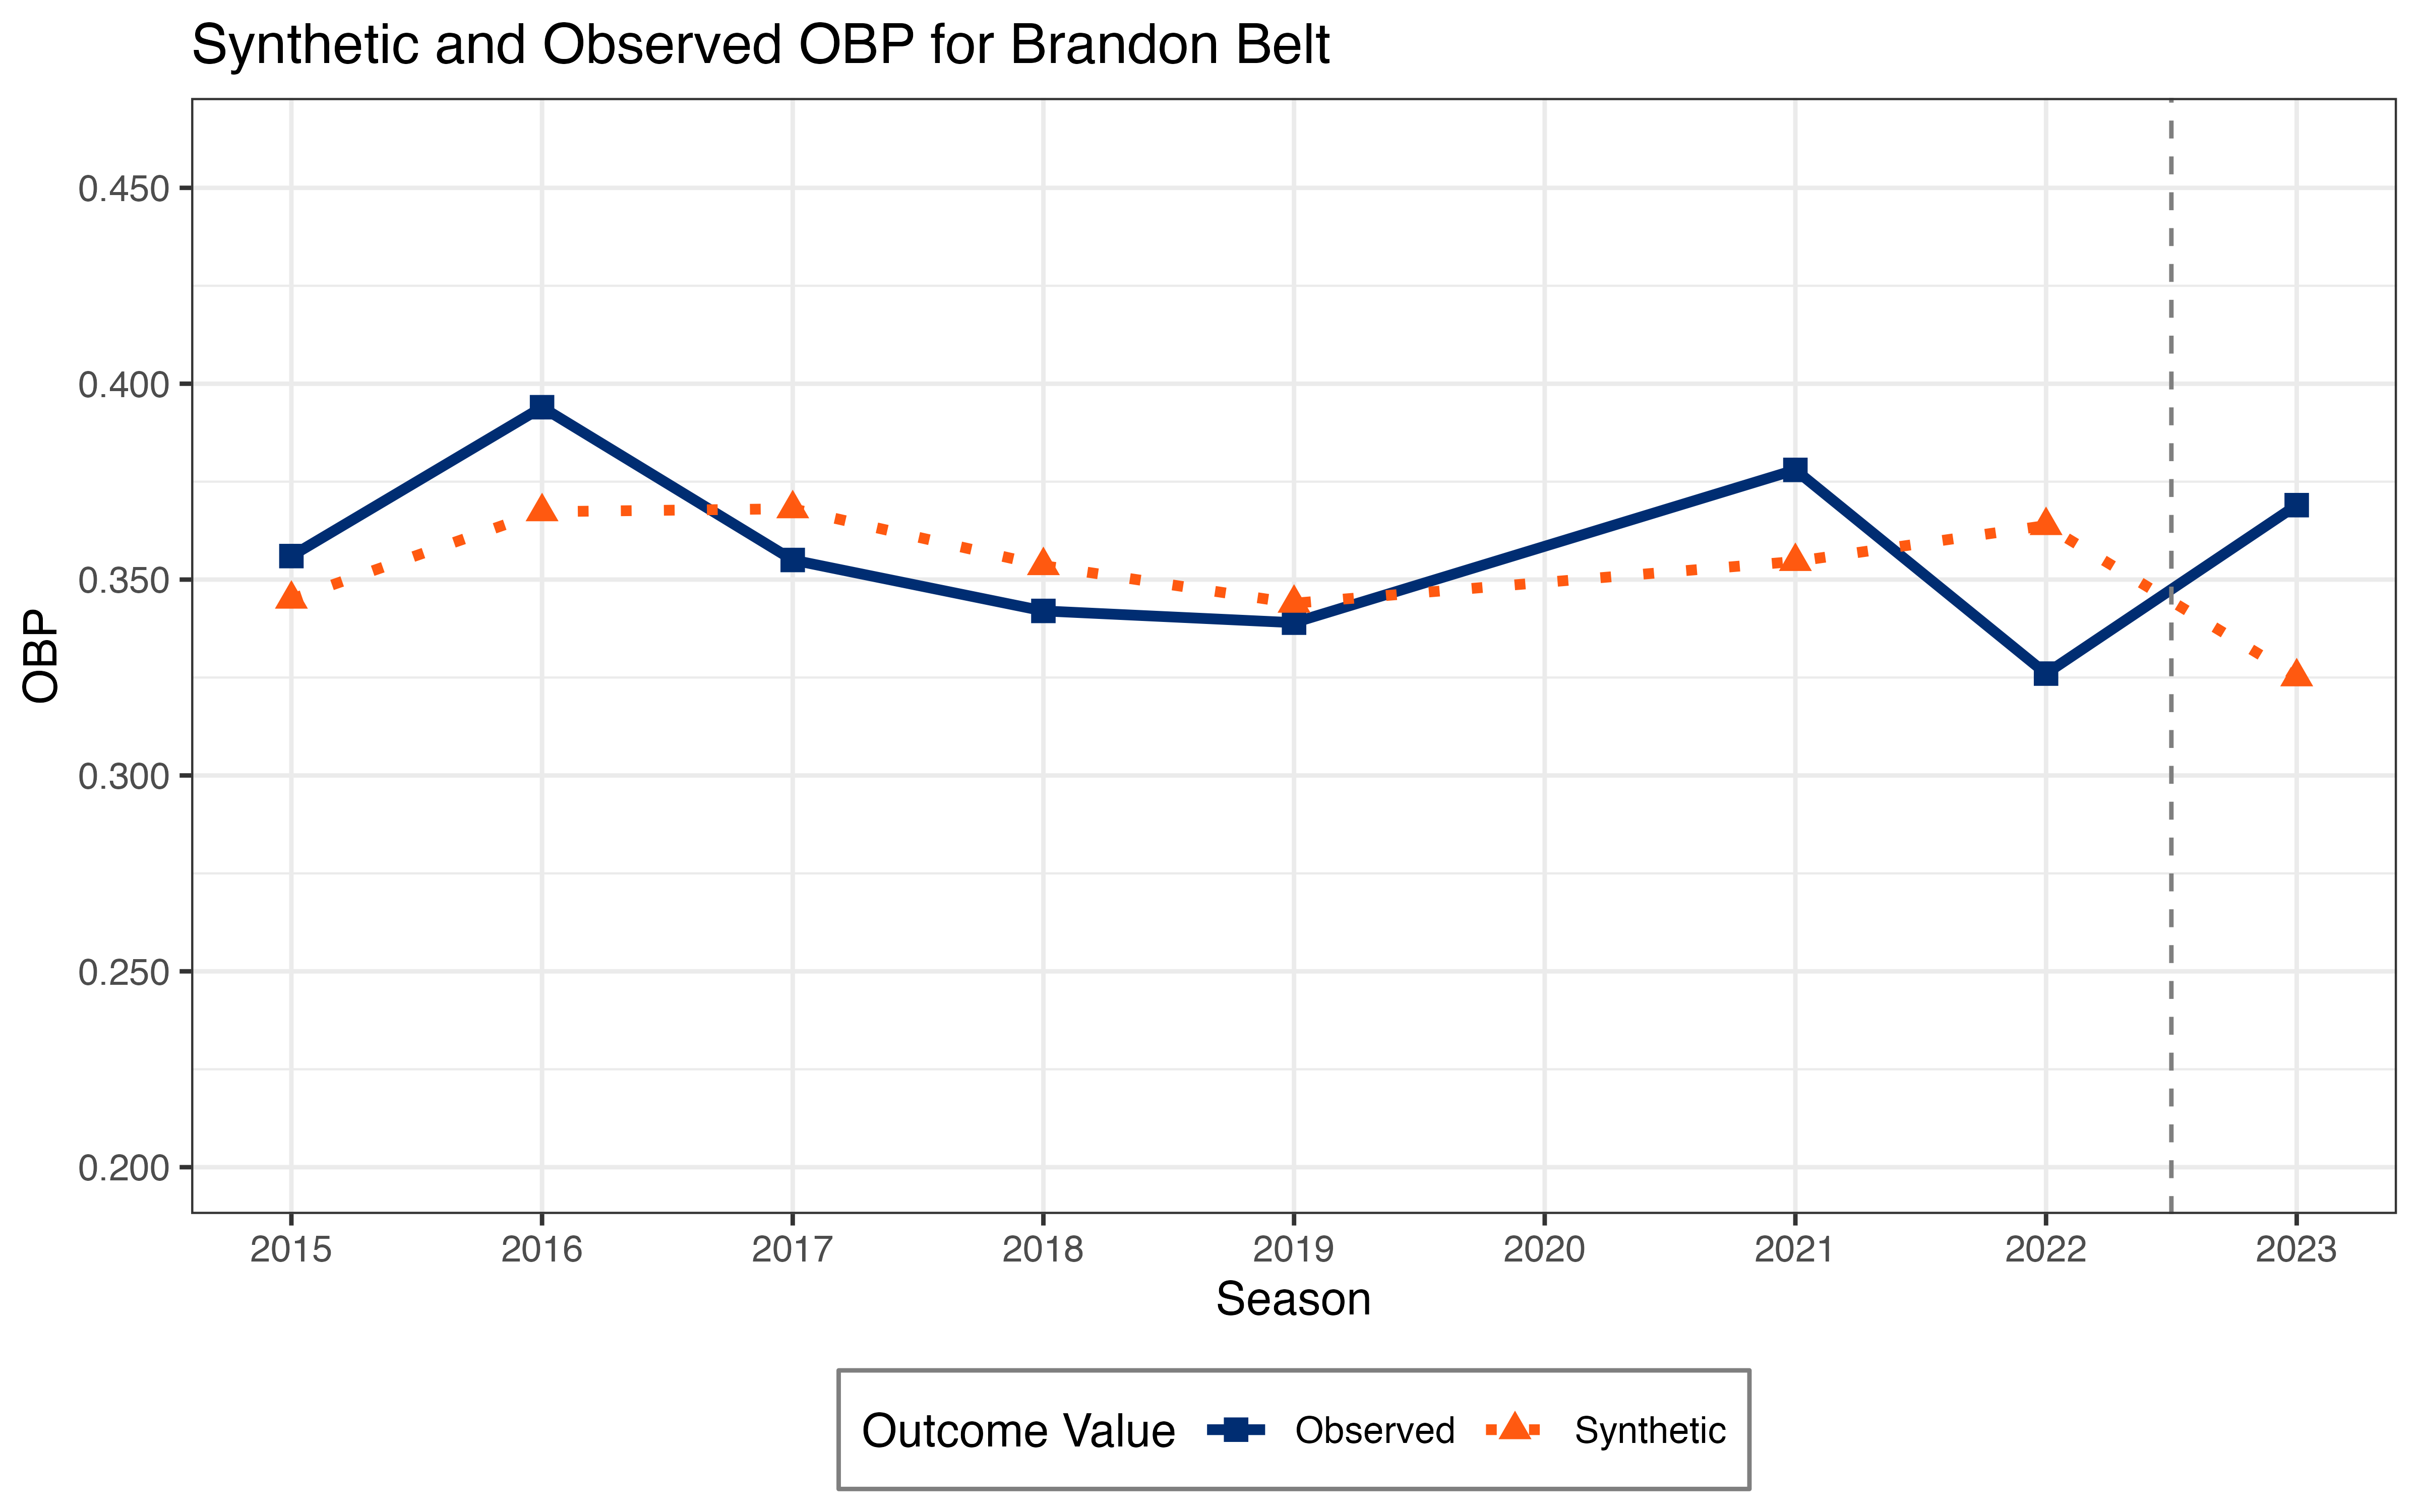 Synthetic and Observed OBP for Brandon Belt
OBP
0.450
0.400
0.350
0.300
0.250
0.200
2015 2016 2017 2018 2019 2020 2021 2022 2023
Season
Outcome Value Observed Synthetic